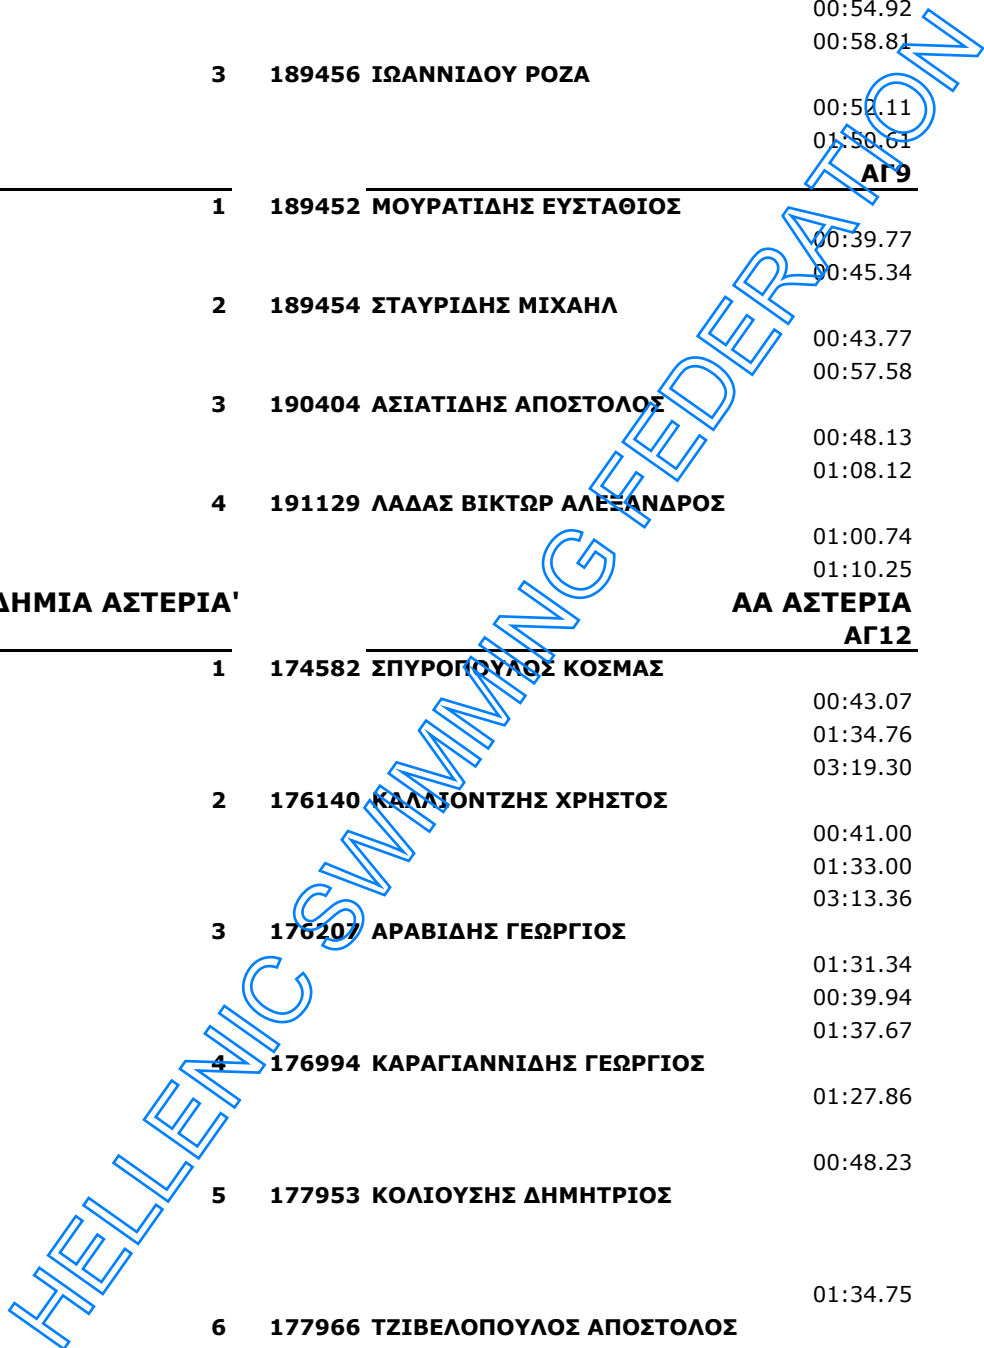 00:54.92
00:58.81
3 189456 ΙΩΑΝΝΙΔΟΥ ΡΟΖΑ
00:52.11
01:50.61
ΑΓ9
1 189452 ΜΟΥΡΑΤΙΔΗΣ ΕΥΣΤΑΘΙΟΣ
00:39.77
00:45.34
2 189454 ΣΤΑΥΡΙΔΗΣ ΜΙΧΑΗΛ
00:43.77
00:57.58
3 190404 ΑΣΙΑΤΙΔΗΣ ΑΠΟΣΤΟΛΟΣ
00:48.13
01:08.12
4 191129 ΛΑΔΑΣ ΒΙΚΤΩΡ ΑΛΕΞΑΝΔΡΟΣ
01:00.74
01:10.25
ΔΗΜΙΑ ΑΣΤΕΡΙΑ' ΑΑ ΑΣΤΕΡΙΑ
ΑΓ12
1 174582 ΣΠΥΡΟΠΟΥΛΟΣ ΚΟΣΜΑΣ
00:43.07
01:34.76
03:19.30
2 176140 ΚΑΛΛΙΟΝΤΖΗΣ ΧΡΗΣΤΟΣ
00:41.00
01:33.00
03:13.36
3 176207 ΑΡΑΒΙΔΗΣ ΓΕΩΡΓΙΟΣ
01:31.34
00:39.94
01:37.67
4 176994 ΚΑΡΑΓΙΑΝΝΙΔΗΣ ΓΕΩΡΓΙΟΣ
01:27.86
00:48.23
5 177953 ΚΟΛΙΟΥΣΗΣ ΔΗΜΗΤΡΙΟΣ
01:34.75
6 177966 ΤΖΙΒΕΛΟΠΟΥΛΟΣ ΑΠΟΣΤΟΛΟΣ
HELLENIC SWIMMING FEDERATION